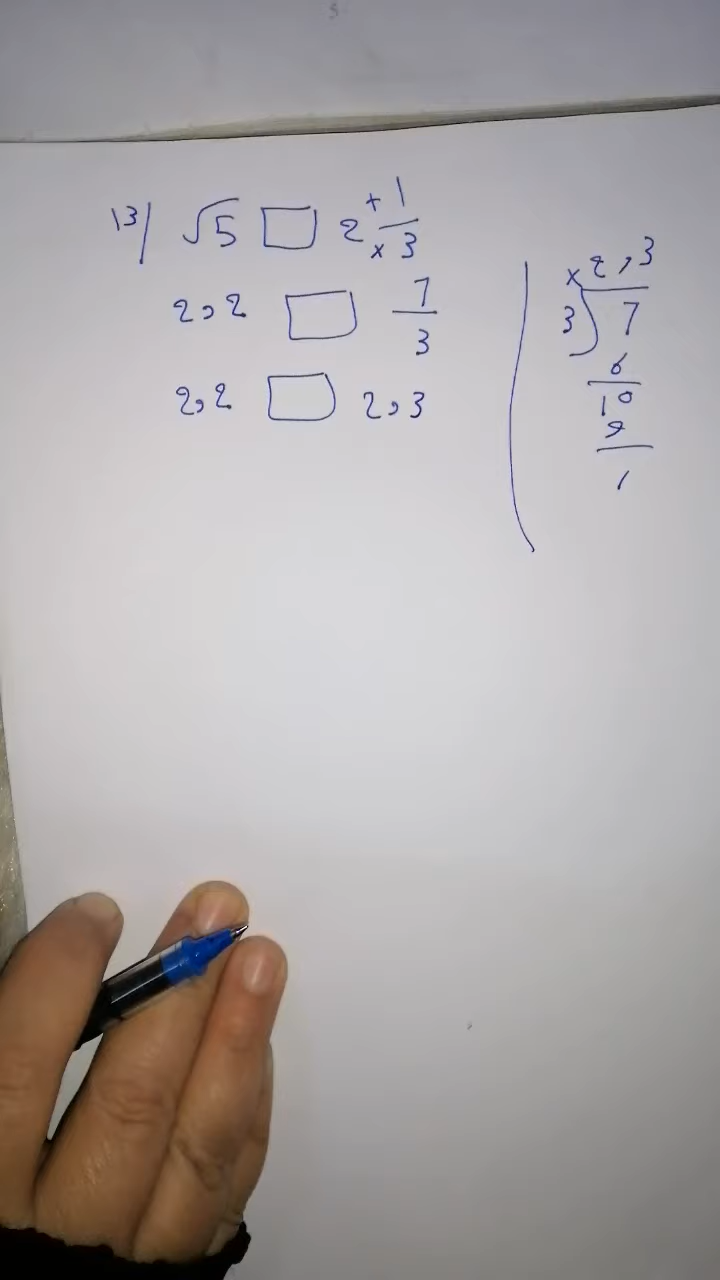 13/ √5 □ 2 + 1/3 ×
2,2 □ 7/3
2,2 □ 2,3
× 2,3
3) 7
6
10
9
1